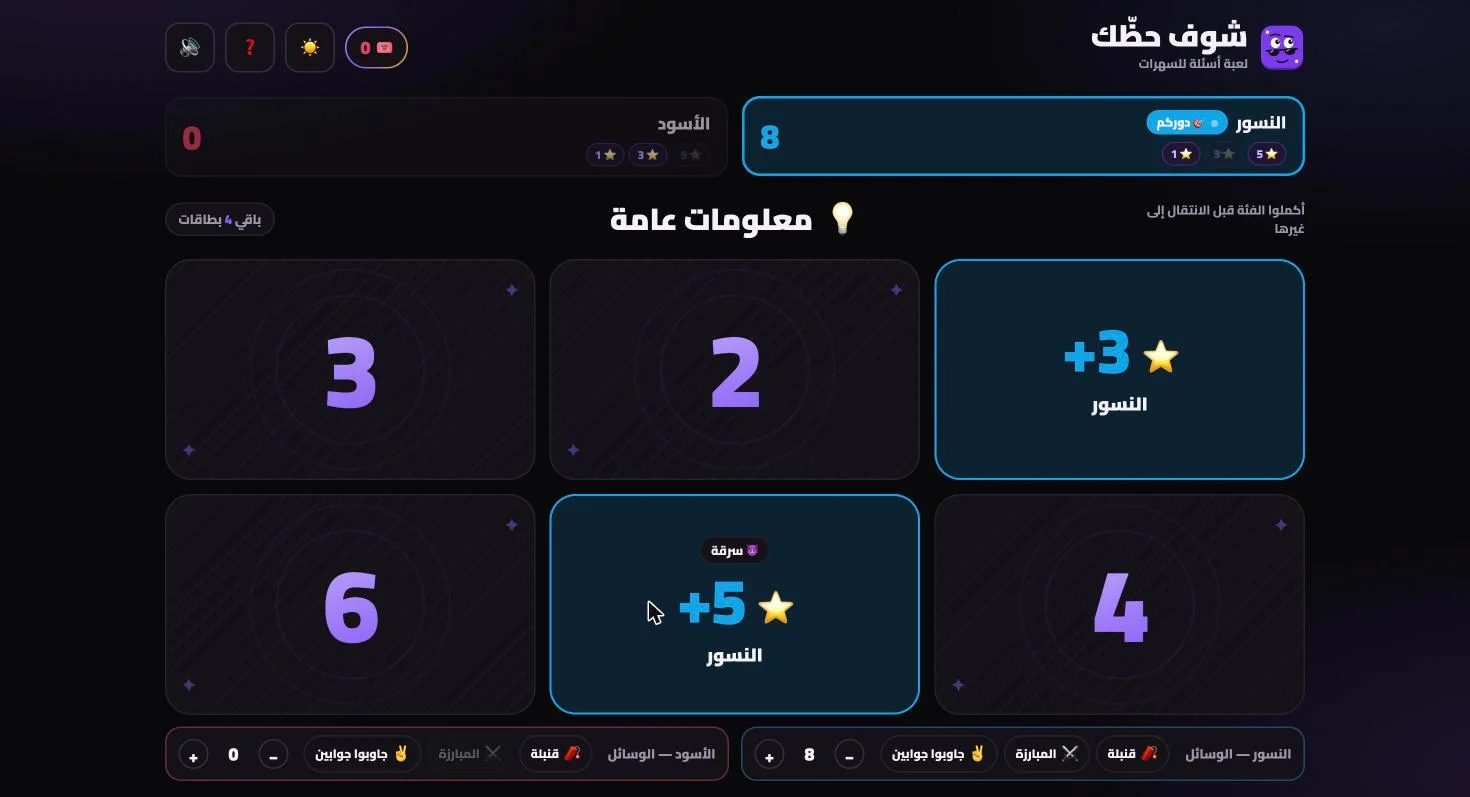 شوف حظّك
لعبة أسئلة للسهرات
0
?
النسور
دوركم
8
5
3
1
الأسود
0
5
3
1
أكملوا الفئة قبل الانتقال إلى
غيرها
معلومات عامة
باقي 4 بطاقات
+3
النسور
2
3
4
سرقة
+5
النسور
6
النسور — الوسائل
قنبلة
المبارزة
جاوبوا جوابين
-
8
+
الأسود — الوسائل
قنبلة
المبارزة
جاوبوا جوابين
-
0
+